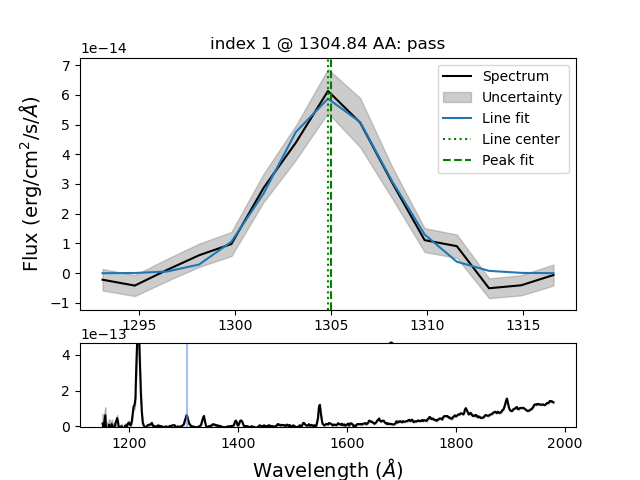 index 1 @ 1304.84 AA: pass
1e−14
7
6
5
4
3
2
1
0
−1
Flux (erg/cm²/s/Å)
Spectrum
Uncertainty
Line fit
Line center
Peak fit
1295 1300 1305 1310 1315
1e−13
4
2
0
1200 1400 1600 1800 2000
Wavelength (Å)